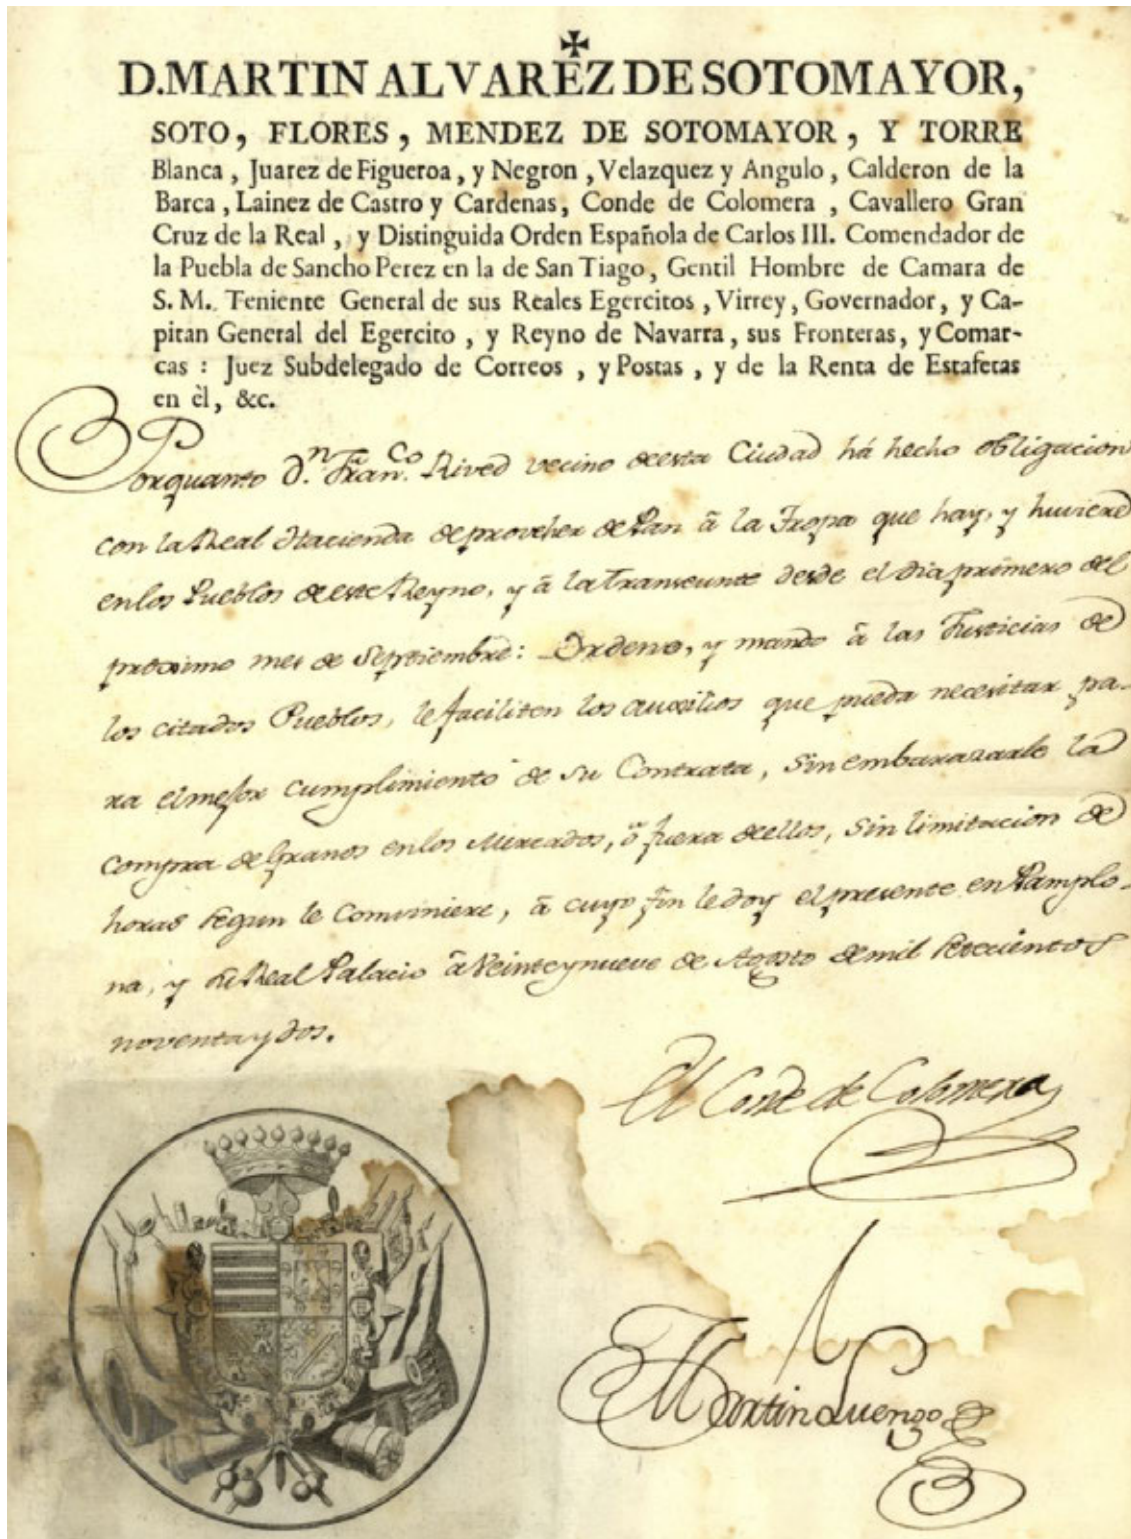 ✠
D. MARTIN ALVAREZ DE SOTOMAYOR,
SOTO, FLORES, MENDEZ DE SOTOMAYOR, Y TORRE
Blanca, Juarez de Figueroa, y Negron, Velazquez y Angulo, Calderon de la
Barca, Lainez de Castro y Cardenas, Conde de Colomera, Cavallero Gran
Cruz de la Real, y Distinguida Orden Española de Carlos III. Comendador de
la Puebla de Sancho Perez en la de San Tiago, Gentil Hombre de Camara de
S. M. Teniente General de sus Reales Egercitos, Virrey, Governador, y Ca-
pitan General del Egercito, y Reyno de Navarra, sus Fronteras, y Comar-
cas: Juez Subdelegado de Correos, y Postas, y de la Renta de Estafetas
en èl, &c.
Porquanto D.n Fran.co Rived vecino de esta Ciudad há hecho obligacion
con la Real Hacienda de proveher de Pan â la Tropa que hay, y huviere
en los Pueblos de este Reyno, y â la transeunte desde el dia primero del
proximo mes de Septiembre: Ordeno, y mando â las Justicias de
los citados Pueblos, le faciliten los auxilios que pueda necesitar pa-
ra el mejor cumplimiento de su Contrata, sin embarazarle la
compra de Granos en los Mercados, ô fuera de ellos, sin limitacion de
horas segun le conviniere, â cuyo fin le doy el presente en Pamplo-
na, y su Real Palacio â Veinte y nueve de Agosto de mil setecientos
noventa y dos.
El Conde de Colomera
Martin Luengo